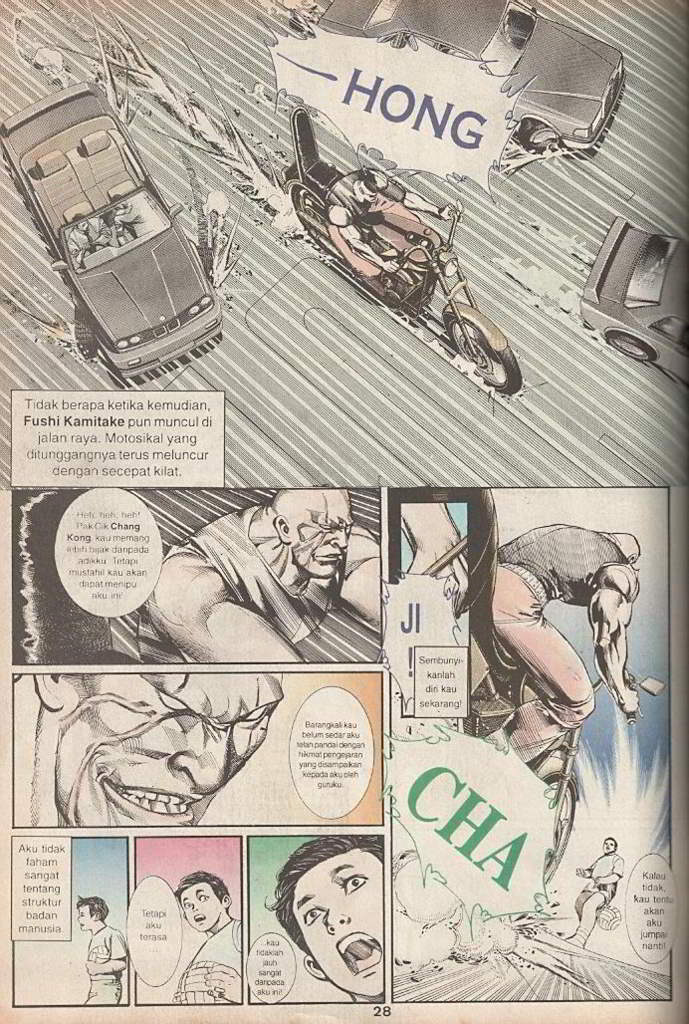 — HONG
Tidak berapa ketika kemudian,
Fushi Kamitake pun muncul di
jalan raya. Motosikal yang
ditunggangnya terus meluncur
dengan secepat kilat.
Heh, heh, heh!
Pak Cik Chang
Kong, kau memang
lebih bijak daripada
adikku. Tetapi
mustahil kau akan
dapat menipu
aku ini!
JI
!
Sembunyi-
kanlah
diri kau
sekarang!
Barangkali kau
belum sedar aku
telah pandai dengan
hikmat pengejaran
yang disampaikan
kepada aku oleh
guruku.
CHA
Aku tidak
faham
sangat
tentang
struktur
badan
manusia.
Tetapi
aku
terasa
....
...kau
tidaklah
jauh
sangat
daripada
aku ini!
Kalau
tidak,
kau tentu
akan
aku
jumpai
nanti!
28